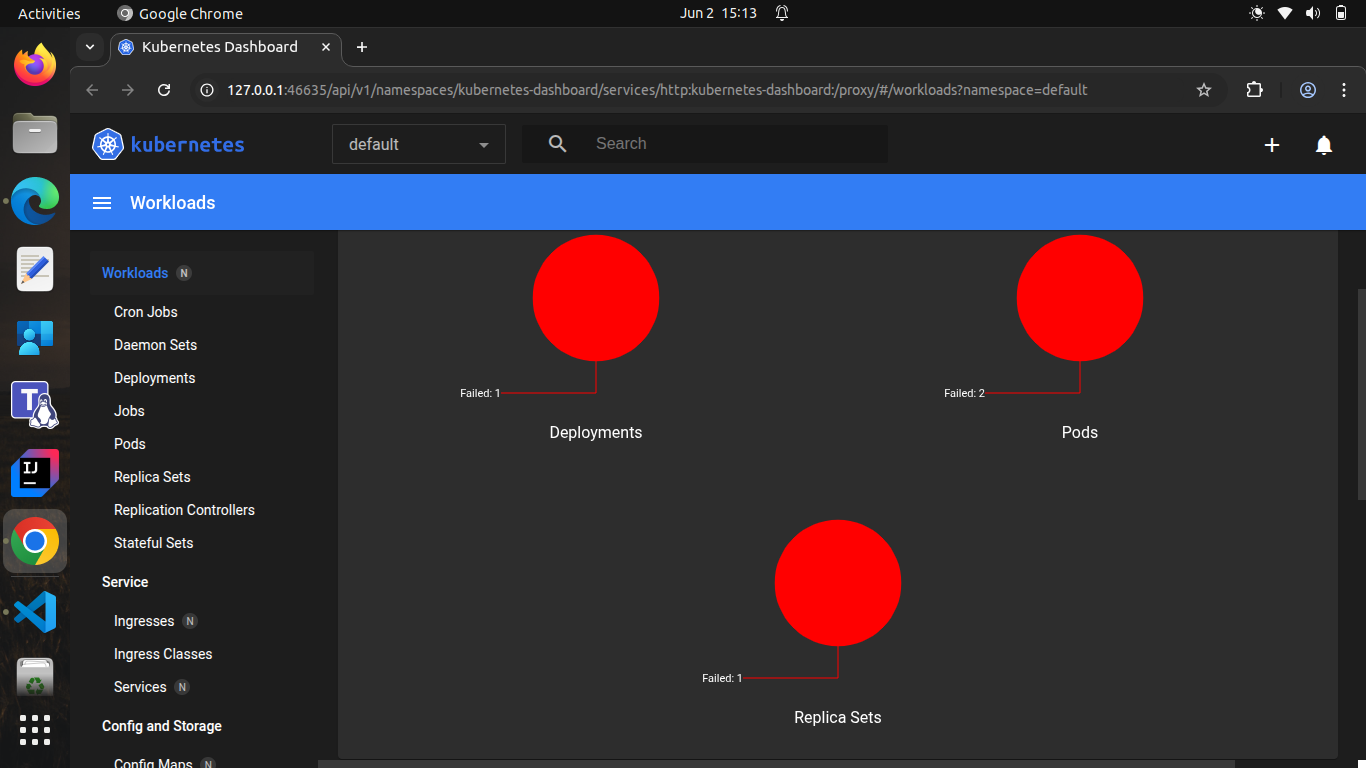 Activities
Google Chrome
Jun 2 15:13
Kubernetes Dashboard
127.0.0.1:46635/api/v1/namespaces/kubernetes-dashboard/services/http:kubernetes-dashboard:/proxy/#/workloads?namespace=default
kubernetes
default
Search
Workloads
Workloads N
Cron Jobs
Daemon Sets
Deployments
Jobs
Pods
Replica Sets
Replication Controllers
Stateful Sets
Service
Ingresses N
Ingress Classes
Services N
Config and Storage
Config Maps N
Failed: 1
Deployments
Failed: 2
Pods
Failed: 1
Replica Sets
T
IJ